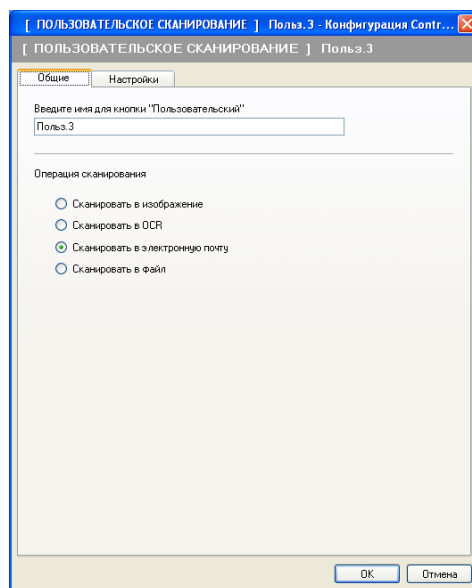 [ ПОЛЬЗОВАТЕЛЬСКОЕ СКАНИРОВАНИЕ ] Польз.3 - Конфигурация Contr...
[ ПОЛЬЗОВАТЕЛЬСКОЕ СКАНИРОВАНИЕ ] Польз.3
Общие Настройки
Введите имя для кнопки "Пользовательский"
Польз.3
Операция сканирования
Сканировать в изображение
Сканировать в OCR
Сканировать в электронную почту
Сканировать в файл
OK Отмена